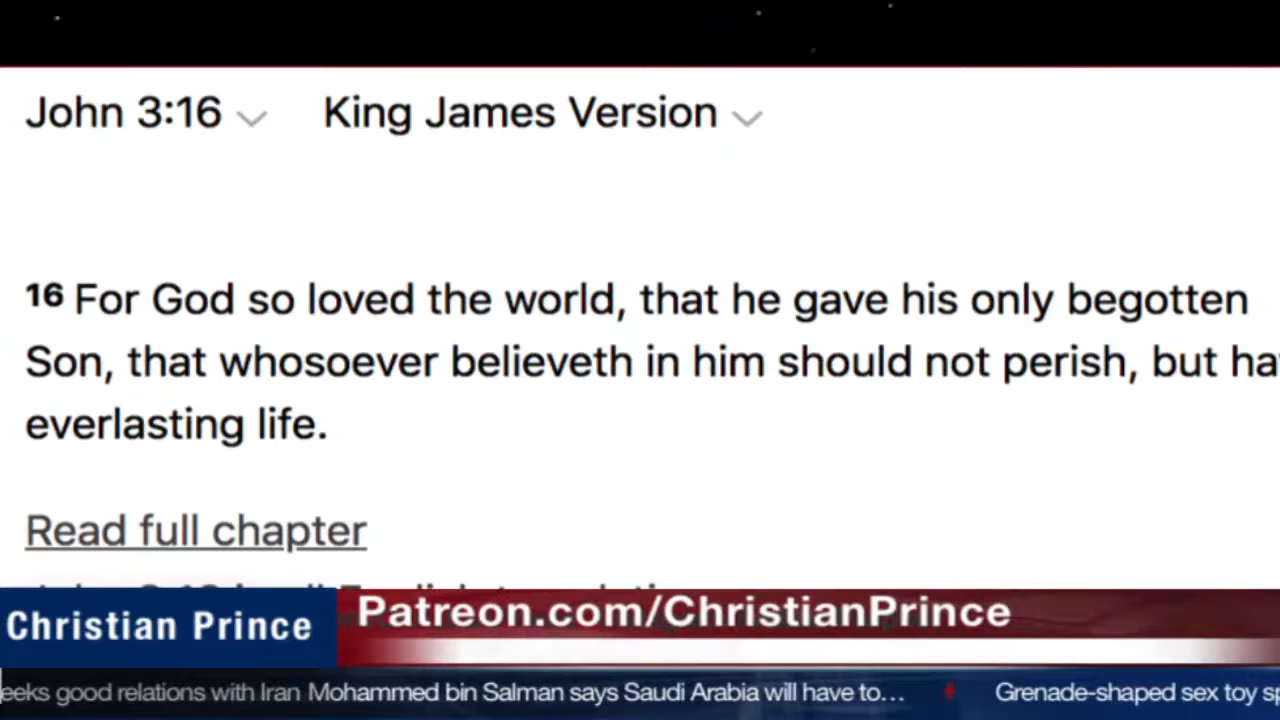 John 3:16 King James Version
16 For God so loved the world, that he gave his only begotten
Son, that whosoever believeth in him should not perish, but ha
everlasting life.
Read full chapter
Christian Prince Patreon.com/ChristianPrince
eeks good relations with Iran Mohammed bin Salman says Saudi Arabia will have to… Grenade-shaped sex toy sp